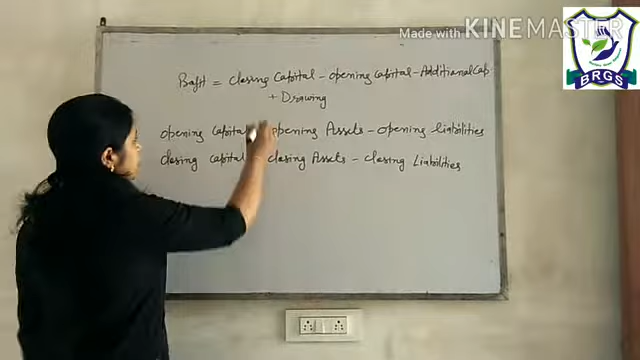 Made with KINEMASTER
BRGS
Profit = closing Capital - opening Capital - Additional Cap.
+ Drawing
opening Capital opening Assets - opening liabilities
closing capital closing Assets - closing Liabilities